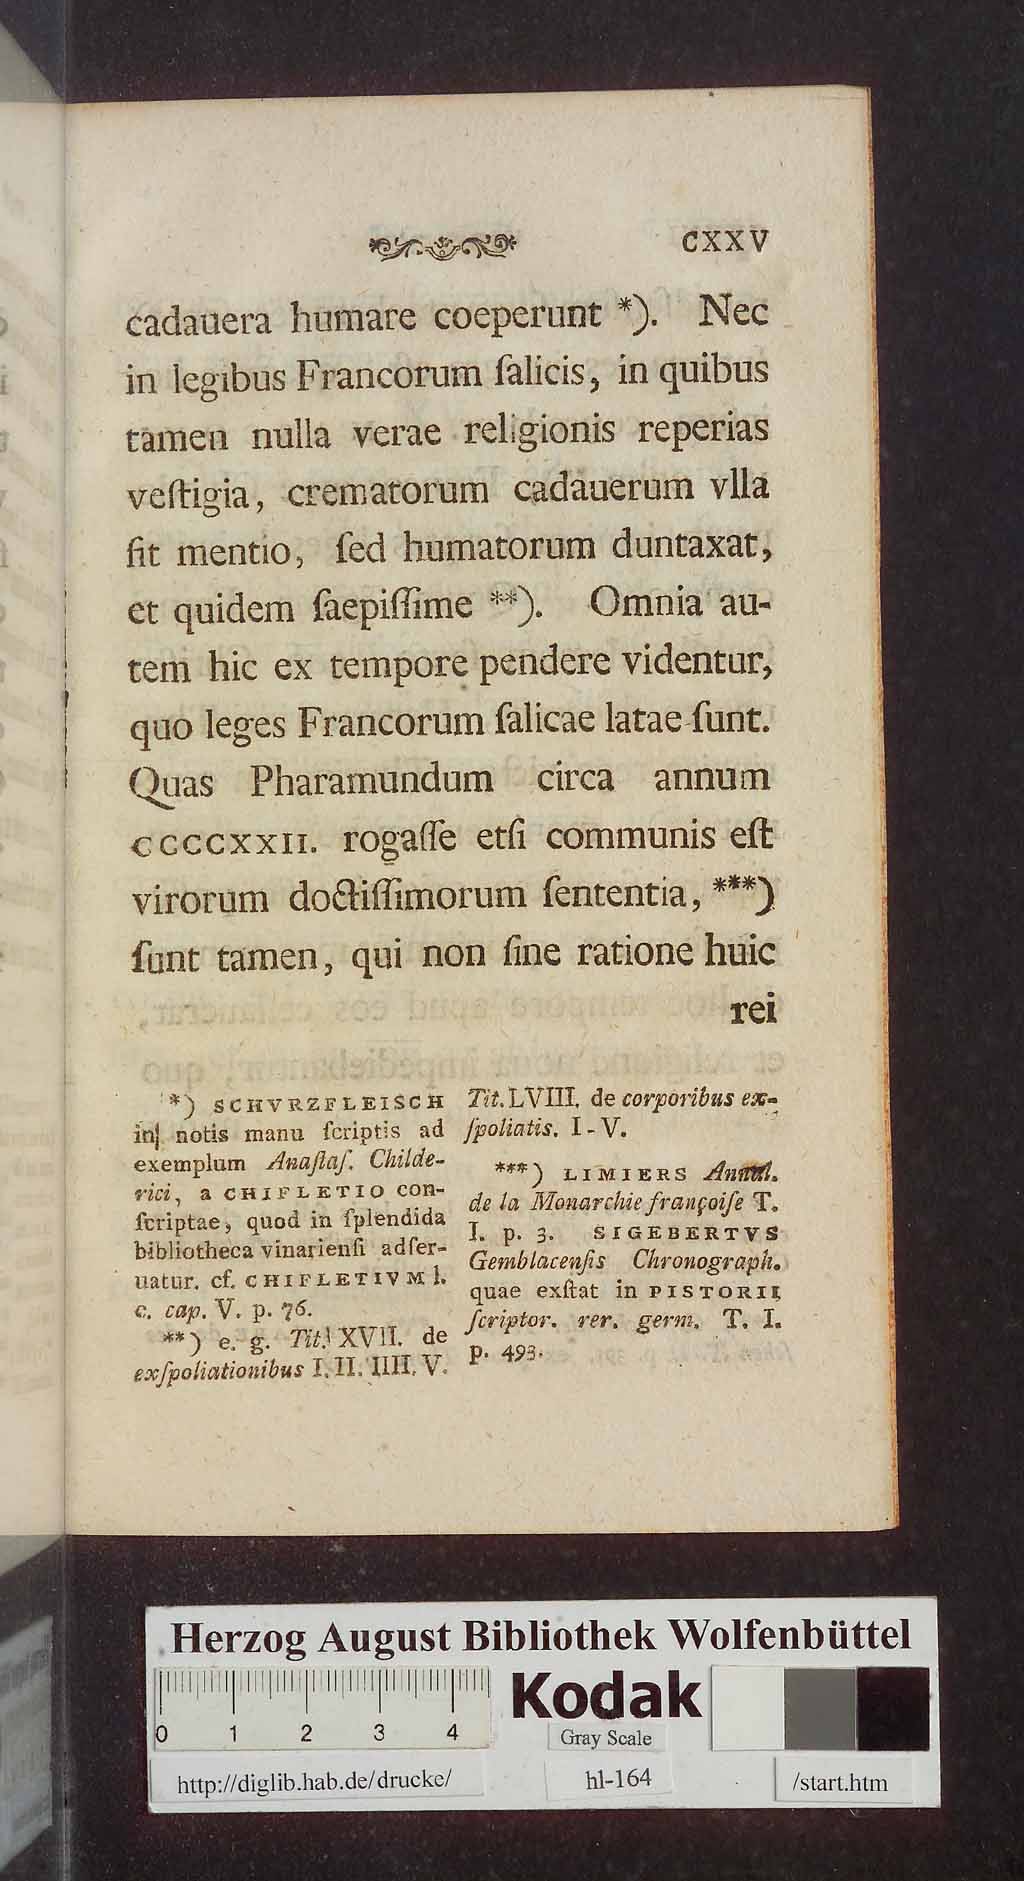 CXXV
cadauera humare coeperunt *). Nec
in legibus Francorum ſalicis, in quibus
tamen nulla verae religionis reperias
veſtigia, crematorum cadauerum vlla
ſit mentio, ſed humatorum duntaxat,
et quidem ſaepiſſime **). Omnia au-
tem hic ex tempore pendere videntur,
quo leges Francorum ſalicae latae ſunt.
Quas Pharamundum circa annum
CCCCXXII. rogaſſe etſi communis eſt
virorum doctiſſimorum ſententia, ***)
ſunt tamen, qui non ſine ratione huic
rei
*) SCHVRZFLEISCH
in notis manu ſcriptis ad
exemplum Anaſtaſ. Childe-
rici, a CHIFLETIO con-
ſcriptae, quod in ſplendida
bibliotheca vinarienſi adſer-
uatur. cf. CHIFLETIVM l.
c. cap. V. p. 76.
**) e. g. Tit. XVII. de
exſpoliationibus I. II. IIII. V.
Tit. LVIII. de corporibus ex-
ſpoliatis. I-V.
***) LIMIERS Annal.
de la Monarchie françoiſe T.
I. p. 3. SIGEBERTVS
Gemblacenſis Chronograph.
quae exſtat in PISTORII
ſcriptor. rer. germ. T. I.
p. 493.
Herzog August Bibliothek Wolfenbüttel
0 1 2 3 4
Kodak
Gray Scale
http://diglib.hab.de/drucke/
hl-164
/start.htm